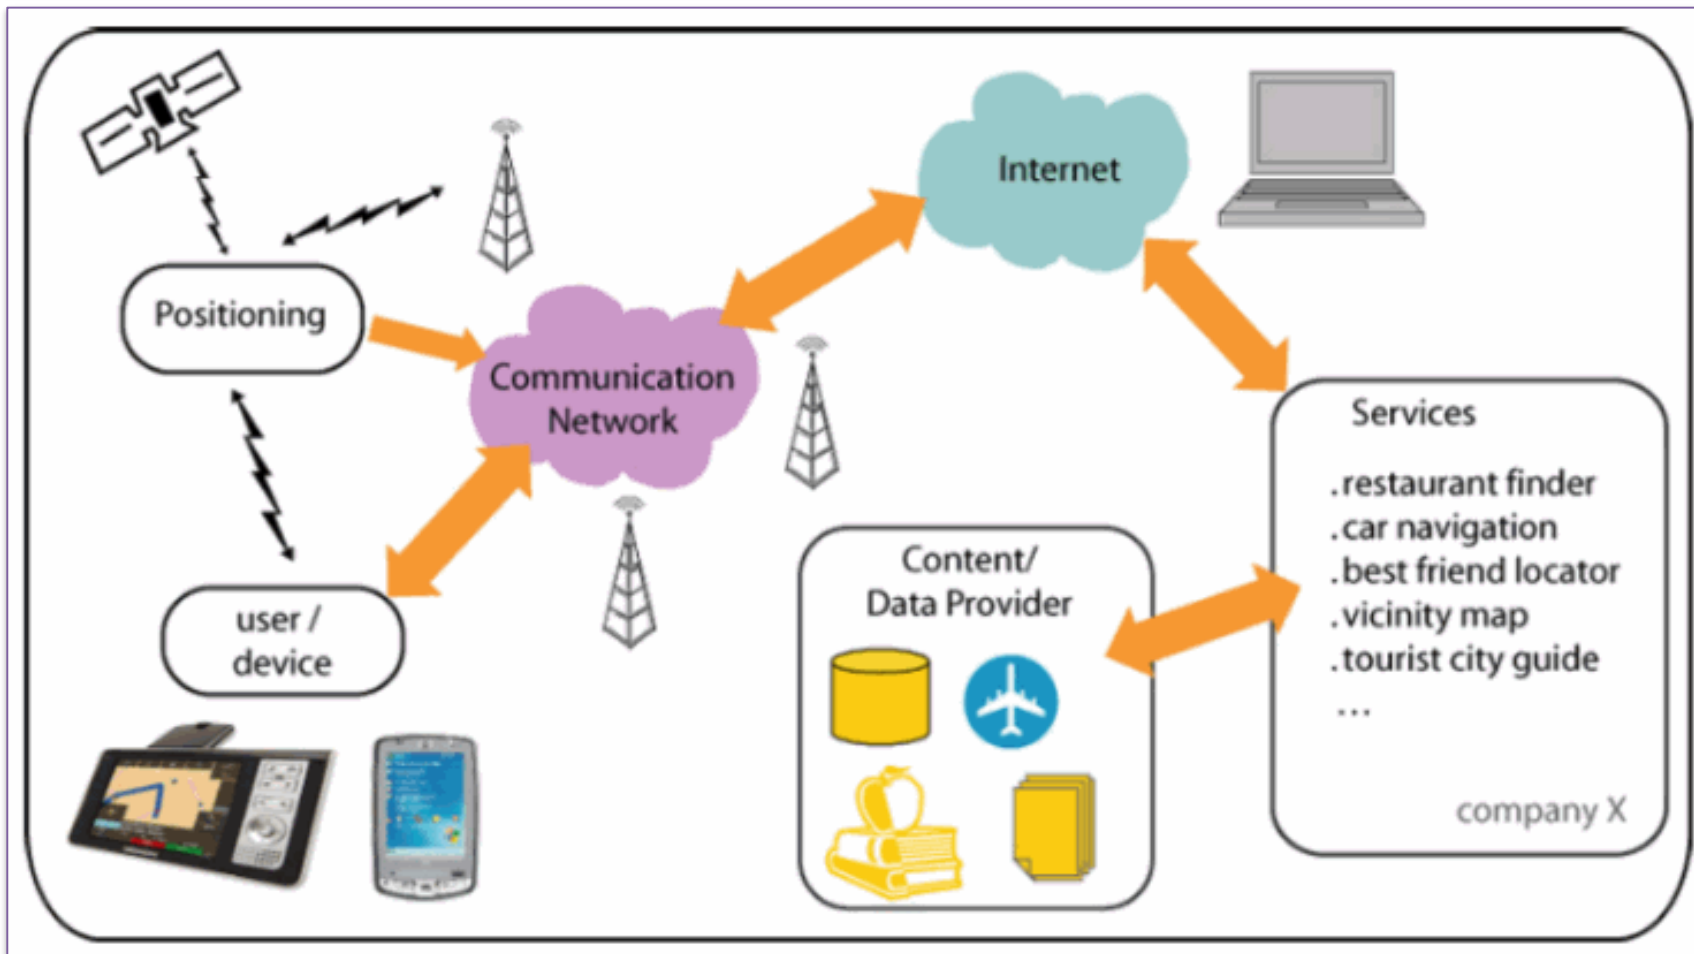 Internet
Positioning
Communication
Network
Services
.restaurant finder
.car navigation
.best friend locator
.vicinity map
.tourist city guide
...
company X
Content/
Data Provider
user /
device